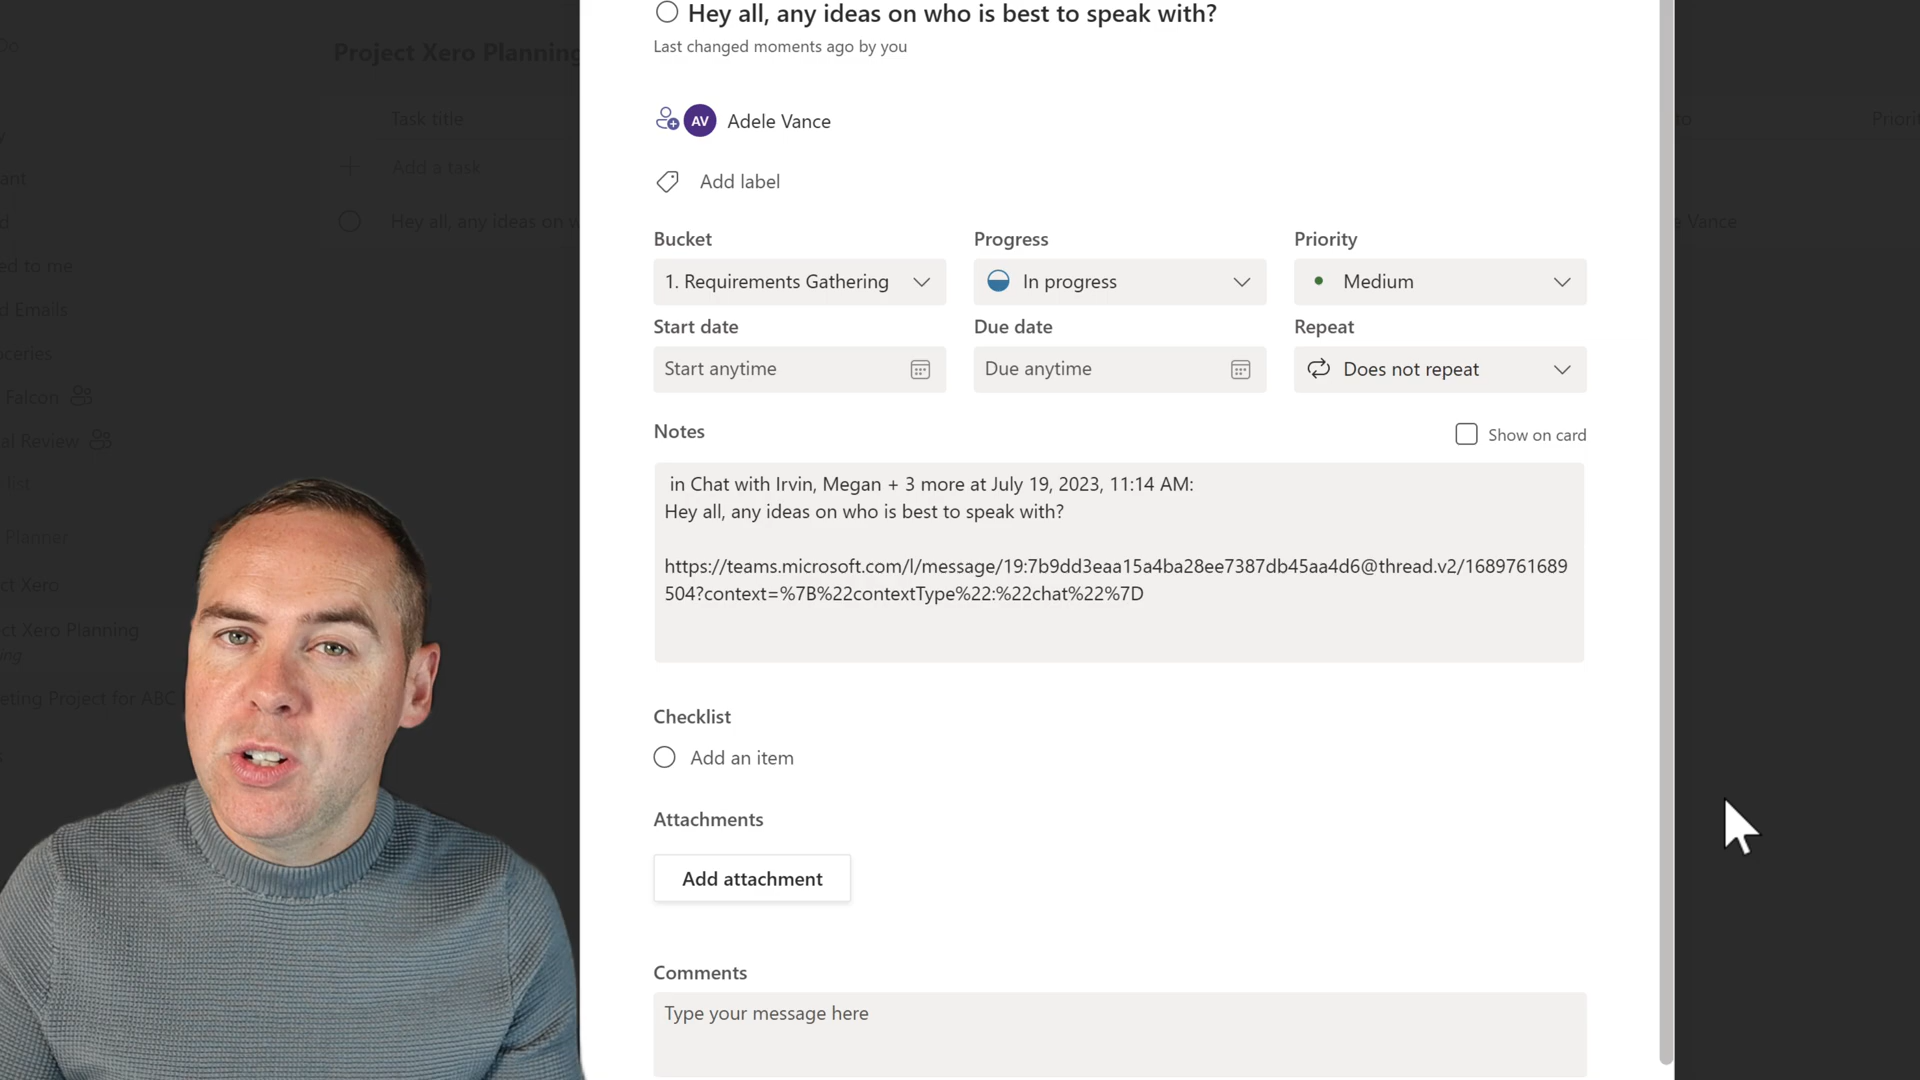 Hey all, any ideas on who is best to speak with?
Last changed moments ago by you
Project Xero Planning
Task title
Add a task
Hey all, any ideas on w
AV Adele Vance
Add label
Bucket Progress Priority
1. Requirements Gathering In progress Medium
Start date Due date Repeat
Start anytime Due anytime Does not repeat
Notes Show on card
in Chat with Irvin, Megan + 3 more at July 19, 2023, 11:14 AM:
Hey all, any ideas on who is best to speak with?
https://teams.microsoft.com/l/message/19:7b9dd3eaa15a4ba28ee7387db45aa4d6@thread.v2/1689761689
504?context=%7B%22contextType%22:%22chat%22%7D
Checklist
Add an item
Attachments
Add attachment
Comments
Type your message here
ed to me
d Emails
oceries
Falcon
al Review
list
Planner
ct Xero
ct Xero Planning
eting Project for ABC
Priori
e Vance